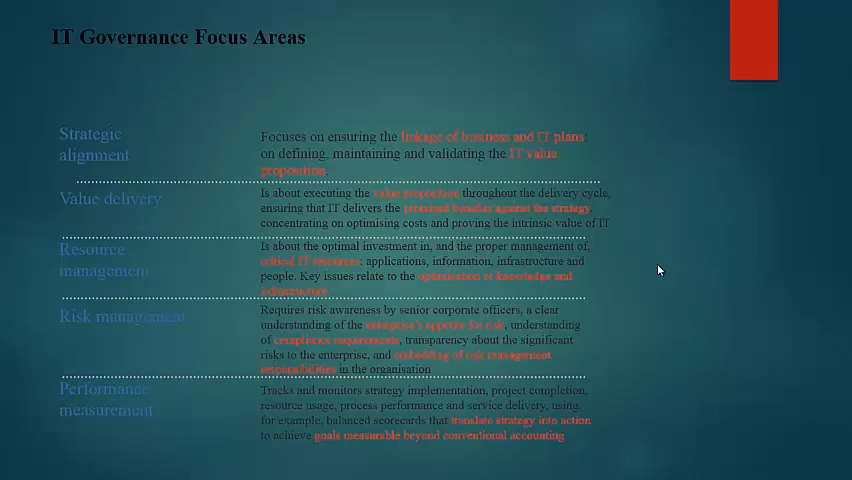 IT Governance Focus Areas
Strategic
alignment
Focuses on ensuring the linkage of business and IT plans;
on defining, maintaining and validating the IT value
proposition
Value delivery
Is about executing the value proposition throughout the delivery cycle,
ensuring that IT delivers the promised benefits against the strategy,
concentrating on optimising costs and proving the intrinsic value of IT
Resource
management
Is about the optimal investment in, and the proper management of,
critical IT resources: applications, information, infrastructure and
people. Key issues relate to the optimisation of knowledge and
infrastructure.
Risk management
Requires risk awareness by senior corporate officers, a clear
understanding of the enterprise's appetite for risk, understanding
of compliance requirements, transparency about the significant
risks to the enterprise, and embedding of risk management
responsibilities in the organisation
Performance
measurement
Tracks and monitors strategy implementation, project completion,
resource usage, process performance and service delivery, using,
for example, balanced scorecards that translate strategy into action
to achieve goals measurable beyond conventional accounting